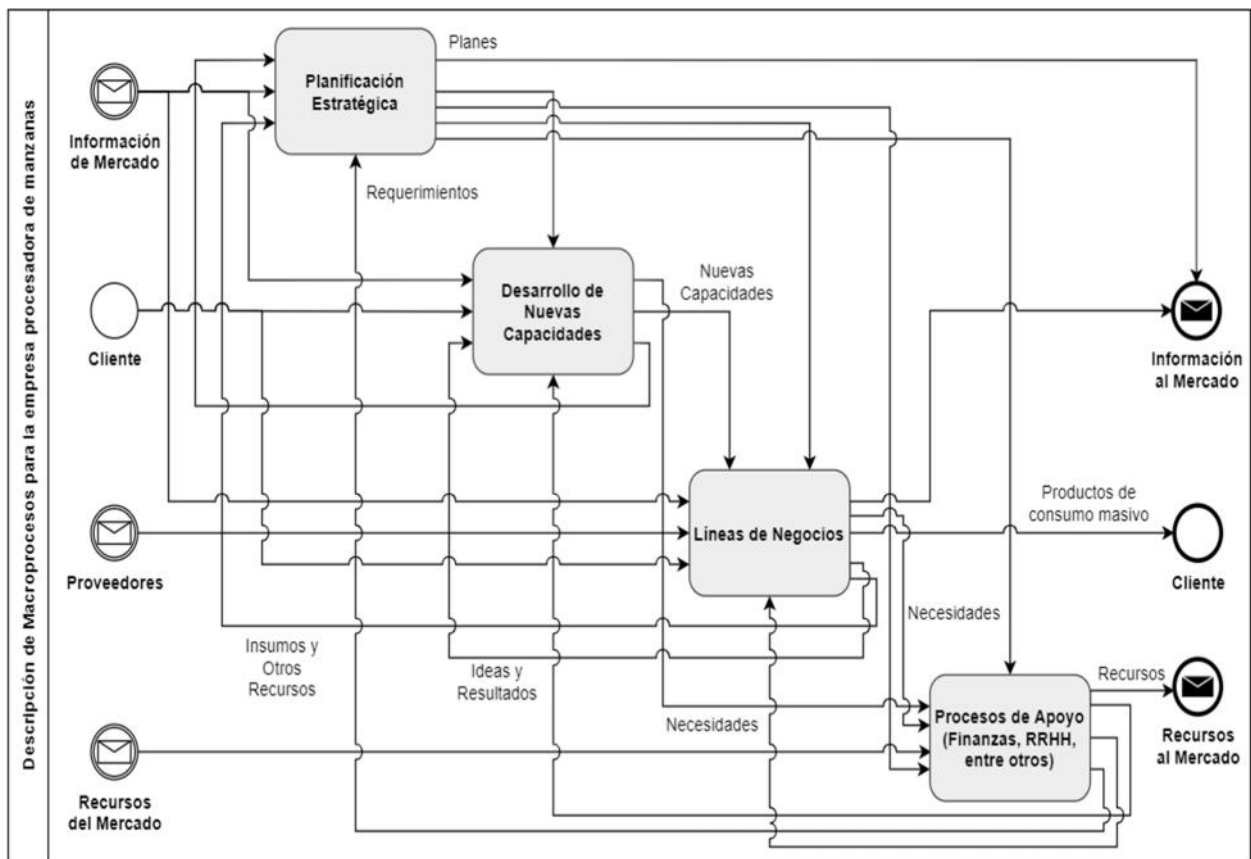 Descripción de Macroprocesos para la empresa procesadora de manzanas
Planes
Planificación
Estratégica
Información
de Mercado
Requerimientos
Desarrollo de
Nuevas
Capacidades
Nuevas
Capacidades
Cliente
Información
al Mercado
Líneas de Negocios
Productos de
consumo masivo
Proveedores
Cliente
Insumos y
Otros
Recursos
Ideas y
Resultados
Necesidades
Necesidades
Procesos de Apoyo
(Finanzas, RRHH,
entre otros)
Recursos
Recursos
al Mercado
Recursos
del Mercado